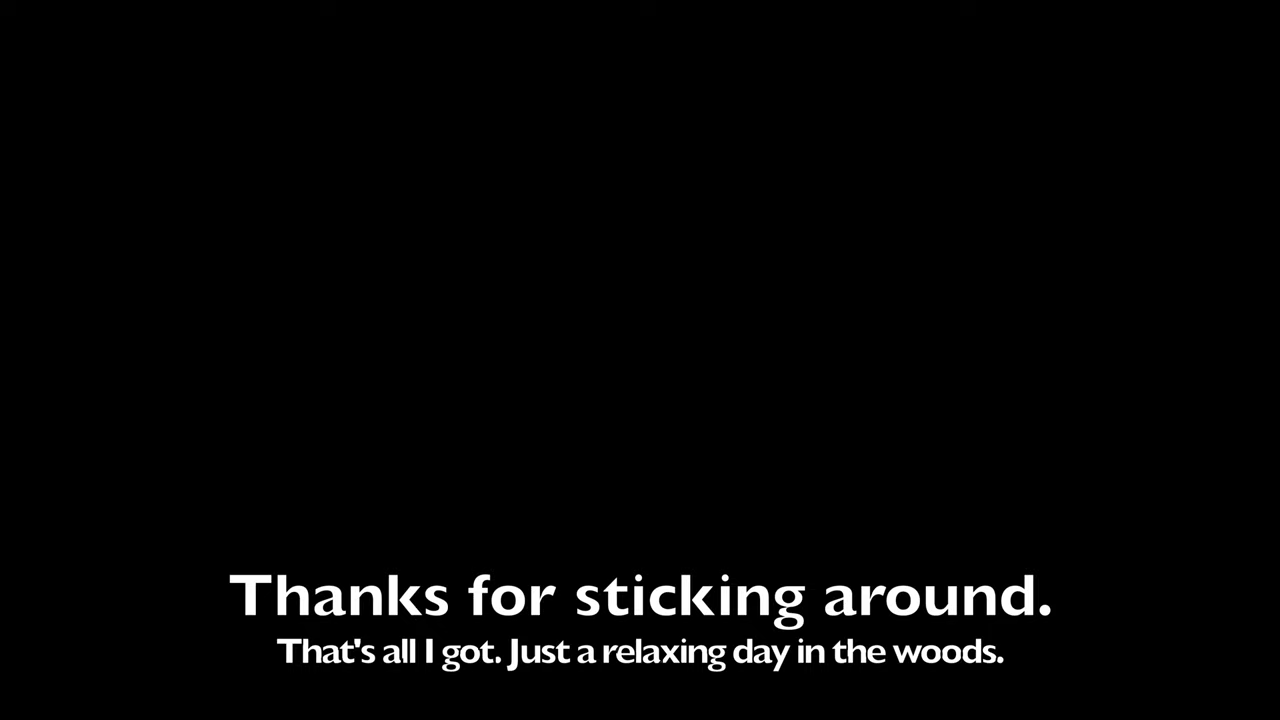 Thanks for sticking around.
That's all I got. Just a relaxing day in the woods.